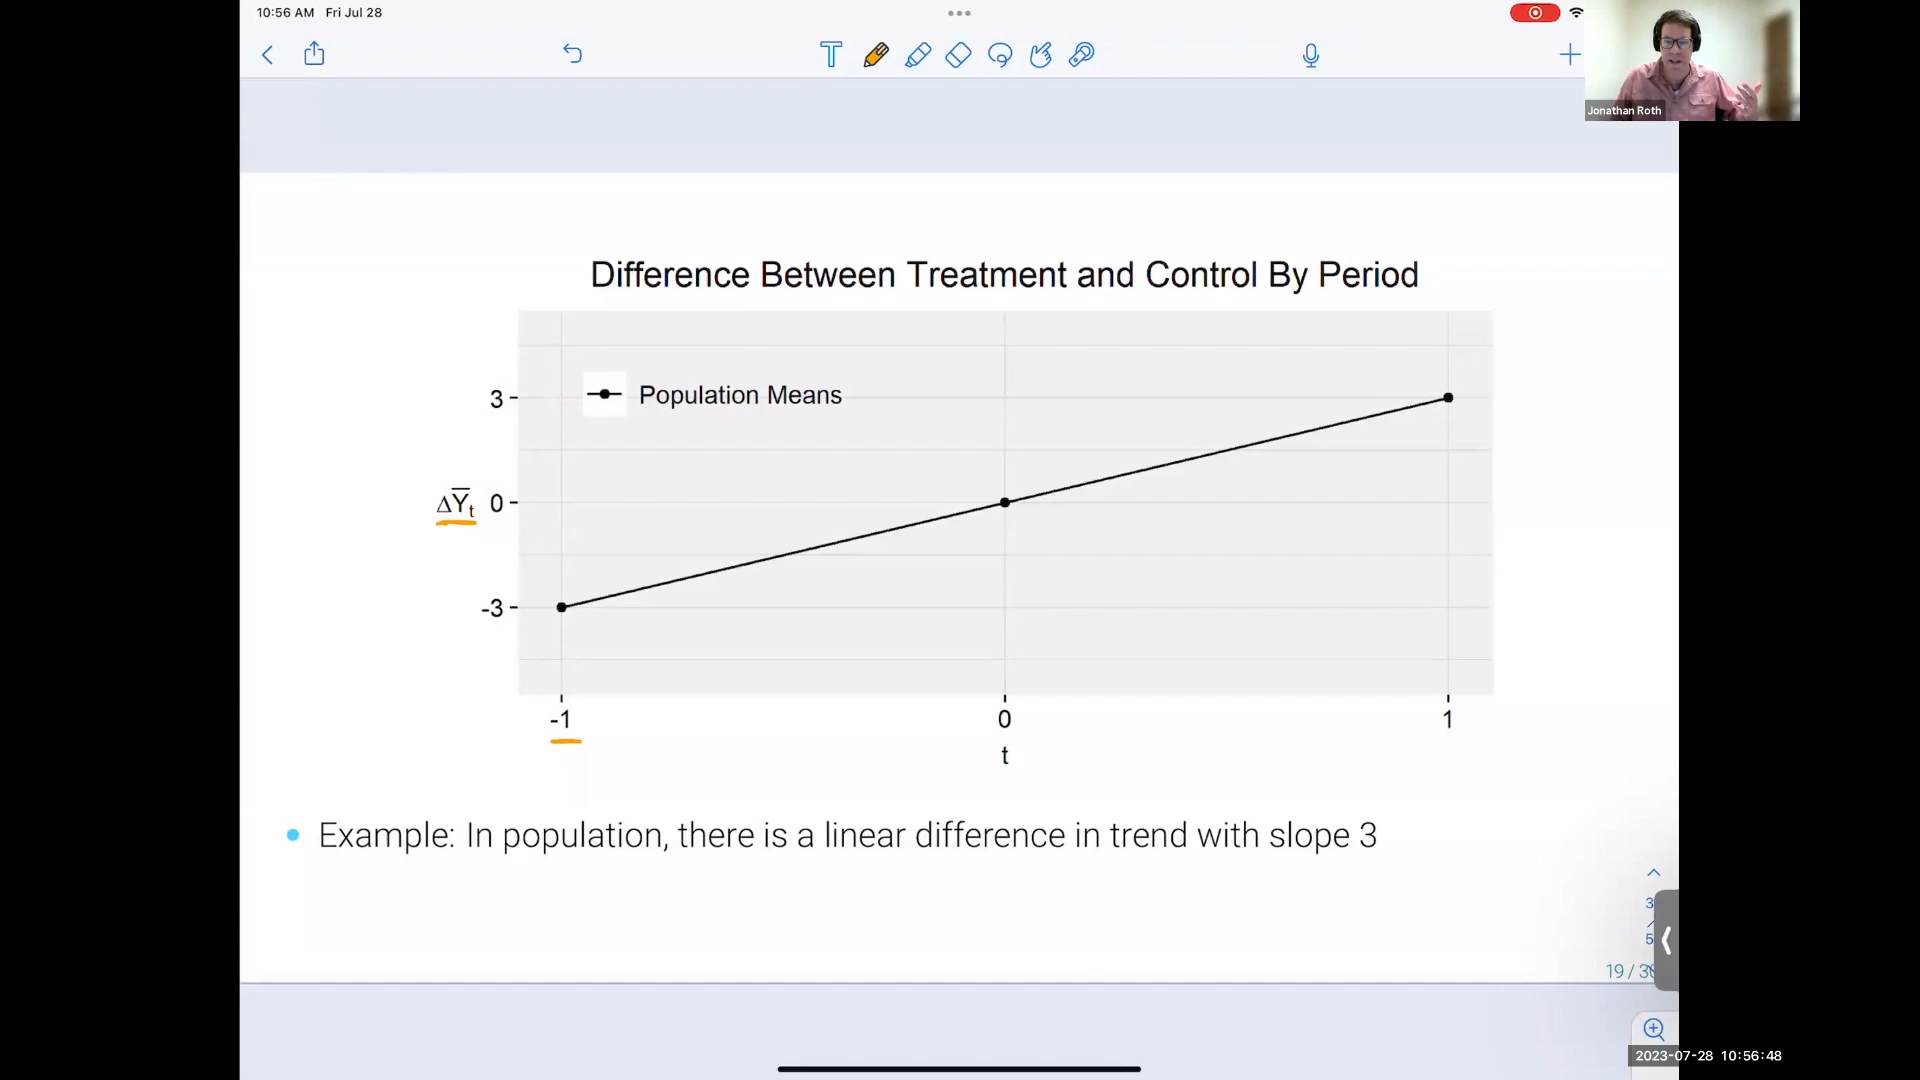 10:56 AM Fri Jul 28
T
Jonathan Roth
Difference Between Treatment and Control By Period
3
Population Means
ΔY̅t 0
-3
-1 0 1
t
Example: In population, there is a linear difference in trend with slope 3
3
5
19 / 
2023-07-28 10:56:48